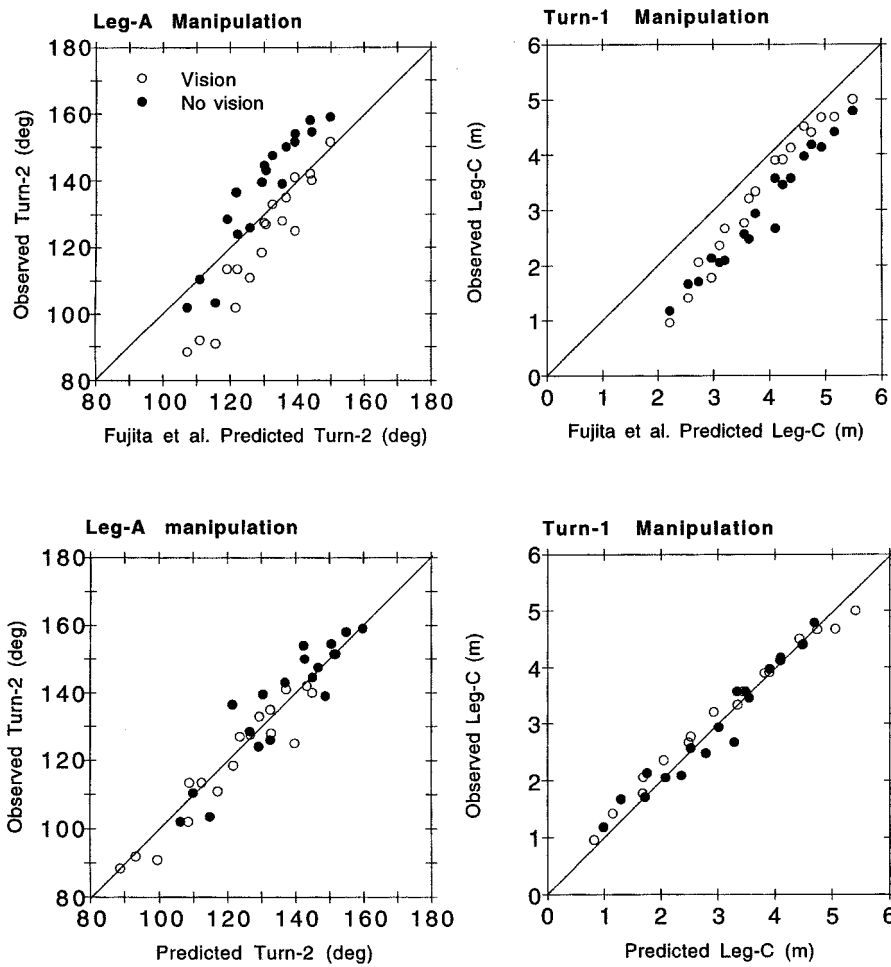 Leg-A Manipulation
180
160
140
120
100
80
Observed Turn-2 (deg)
Vision
No vision
80 100 120 140 160 180
Fujita et al. Predicted Turn-2 (deg)
Turn-1 Manipulation
6
5
4
3
2
1
0
Observed Leg-C (m)
0 1 2 3 4 5 6
Fujita et al. Predicted Leg-C (m)
Leg-A manipulation
180
160
140
120
100
80
Observed Turn-2 (deg)
80 100 120 140 160 180
Predicted Turn-2 (deg)
Turn-1 Manipulation
6
5
4
3
2
1
0
Observed Leg-C (m)
0 1 2 3 4 5 6
Predicted Leg-C (m)